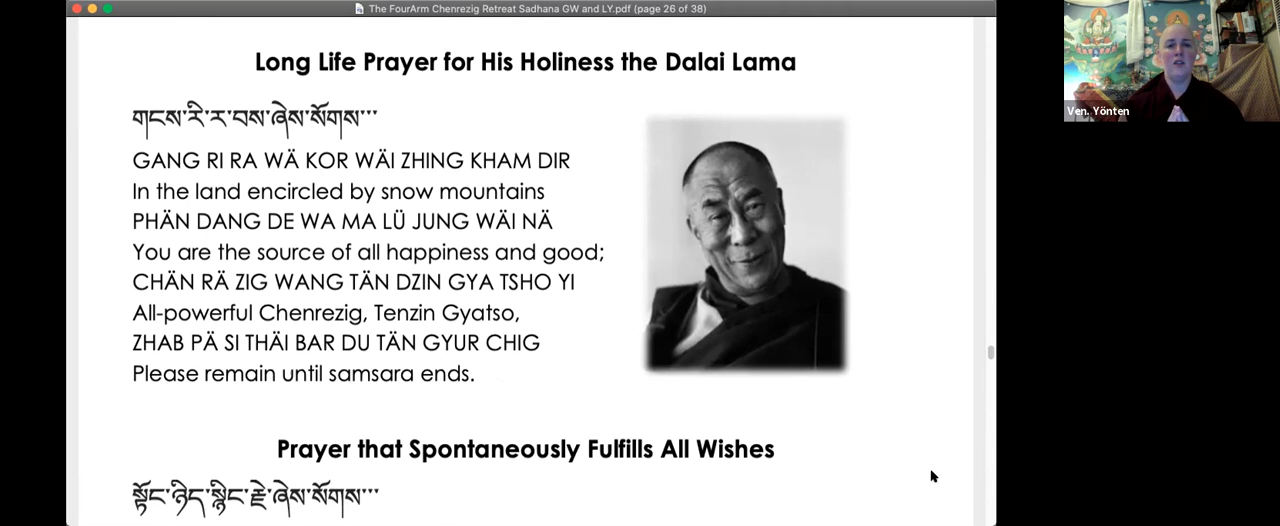 The FourArm Chenrezig Retreat Sadhana GW and LY.pdf (page 26 of 38)
Long Life Prayer for His Holiness the Dalai Lama
གངས་རི་ར་བས་ཞེས་སོགས་་་
GANG RI RA WÄ KOR WÄI ZHING KHAM DIR
In the land encircled by snow mountains
PHÄN DANG DE WA MA LÜ JUNG WÄI NÄ
You are the source of all happiness and good;
CHÄN RÄ ZIG WANG TÄN DZIN GYA TSHO YI
All-powerful Chenrezig, Tenzin Gyatso,
ZHAB PÄ SI THÄI BAR DU TÄN GYUR CHIG
Please remain until samsara ends.
Prayer that Spontaneously Fulfills All Wishes
སྟོང་ཉིད་སྙིང་རྗེ་ཞེས་སོགས་་་
Ven. Yönten